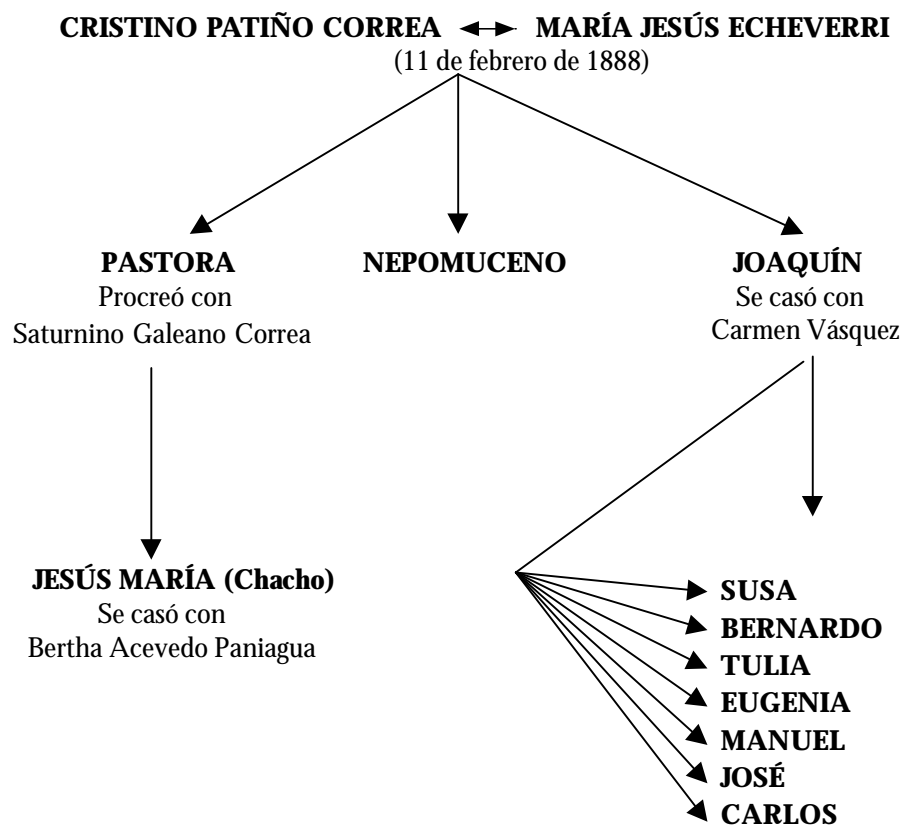 CRISTINO PATIÑO CORREA MARÍA JESÚS ECHEVERRI
(11 de febrero de 1888)
PASTORA
Procreó con
Saturnino Galeano Correa
NEPOMUCENO
JOAQUÍN
Se casó con
Carmen Vásquez
JESÚS MARÍA (Chacho)
Se casó con
Bertha Acevedo Paniagua
SUSA
BERNARDO
TULIA
EUGENIA
MANUEL
JOSÉ
CARLOS